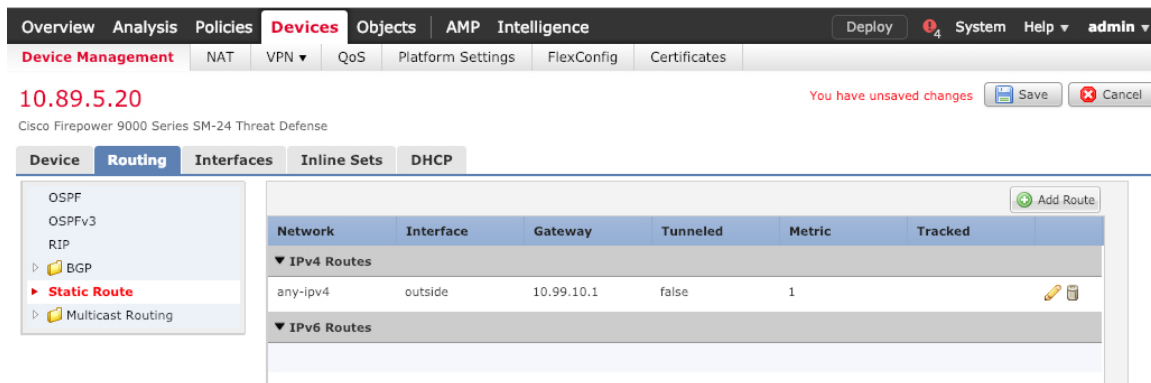 Overview Analysis Policies Devices Objects AMP Intelligence Deploy 4 System Help admin
Device Management NAT VPN QoS Platform Settings FlexConfig Certificates
10.89.5.20
You have unsaved changes Save Cancel
Cisco Firepower 9000 Series SM-24 Threat Defense
Device Routing Interfaces Inline Sets DHCP
OSPF
OSPFv3
RIP
BGP
Static Route
Multicast Routing
Add Route
Network Interface Gateway Tunneled Metric Tracked
IPv4 Routes
any-ipv4 outside 10.99.10.1 false 1
IPv6 Routes